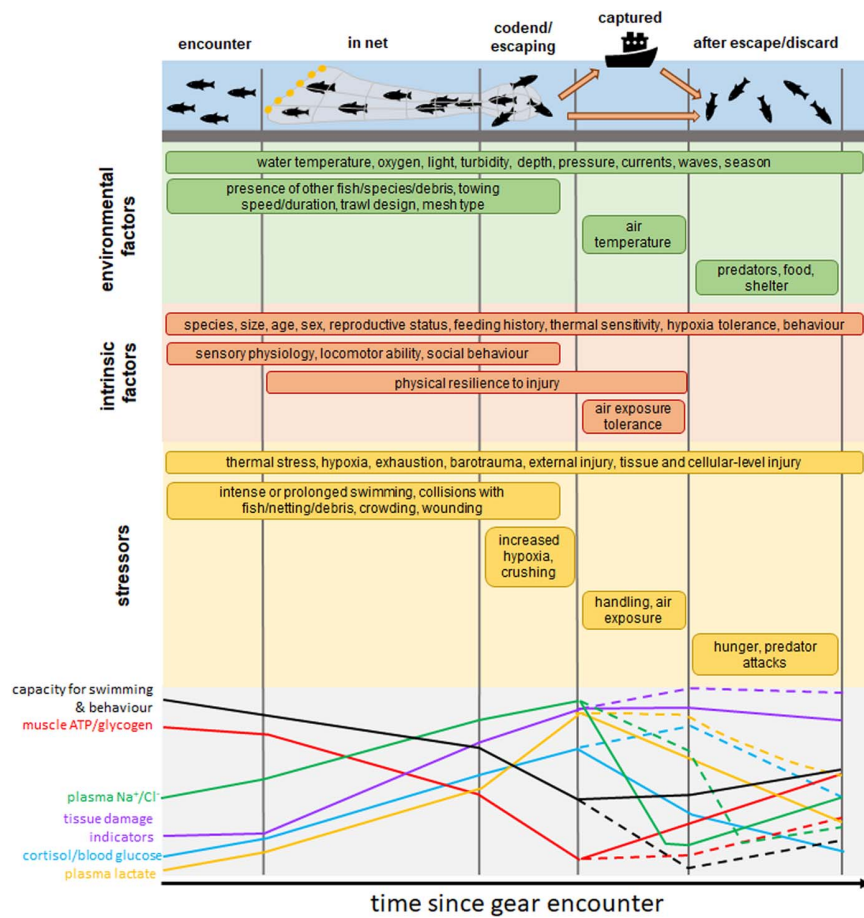 captured
codend/
escaping
encounter
in net
after escape/discard
environmental
factors
water temperature, oxygen, light, turbidity, depth, pressure, currents, waves, season
presence of other fish/species/debris, towing
speed/duration, trawl design, mesh type
air
temperature
predators, food,
shelter
intrinsic
factors
species, size, age, sex, reproductive status, feeding history, thermal sensitivity, hypoxia tolerance, behaviour
sensory physiology, locomotor ability, social behaviour
physical resilience to injury
air exposure
tolerance
stressors
thermal stress, hypoxia, exhaustion, barotrauma, external injury, tissue and cellular-level injury
intense or prolonged swimming, collisions with
fish/netting/debris, crowding, wounding
increased
hypoxia,
crushing
handling, air
exposure
hunger, predator
attacks
capacity for swimming
& behaviour
muscle ATP/glycogen
plasma Na⁺/Cl⁻
tissue damage
indicators
cortisol/blood glucose
plasma lactate
time since gear encounter